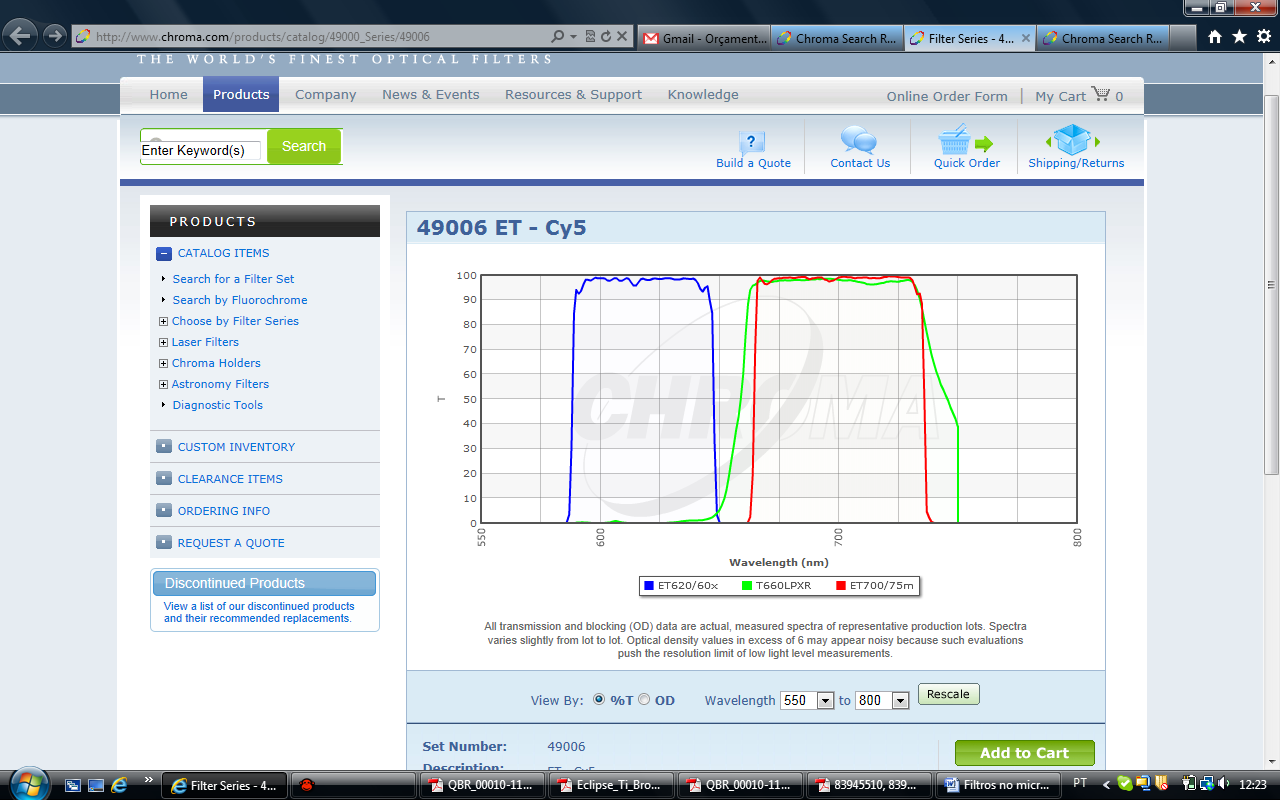 http://www.chroma.com/products/catalog/49000_Series/49006
Gmail - Orçament...
Chroma Search R...
Filter Series - 4...
Chroma Search R...
THE WORLD'S FINEST OPTICAL FILTERS
Home
Products
Company
News & Events
Resources & Support
Knowledge
Online Order Form
My Cart 0
Enter Keyword(s)
Search
Build a Quote
Contact Us
Quick Order
Shipping/Returns
PRODUCTS
CATALOG ITEMS
Search for a Filter Set
Search by Fluorochrome
Choose by Filter Series
Laser Filters
Chroma Holders
Astronomy Filters
Diagnostic Tools
CUSTOM INVENTORY
CLEARANCE ITEMS
ORDERING INFO
REQUEST A QUOTE
Discontinued Products
View a list of our discontinued products
and their recommended replacements.
49006 ET - Cy5
100
90
80
70
60
50
40
30
20
10
0
T
CHROMA
550
600
700
800
Wavelength (nm)
ET620/60x
T660LPXR
ET700/75m
All transmission and blocking (OD) data are actual, measured spectra of representative production lots. Spectra
varies slightly from lot to lot. Optical density values in excess of 6 may appear noisy because such evaluations
push the resolution limit of low light level measurements.
View By: %T OD Wavelength 550 to 800 Rescale
Set Number: 49006
Add to Cart
Description: ET - Cy5
Filter Series - 4...
QBR_00010-11...
Eclipse_Ti_Bro...
QBR_00010-11...
83945510, 839...
Filtros no micr...
PT
12:23